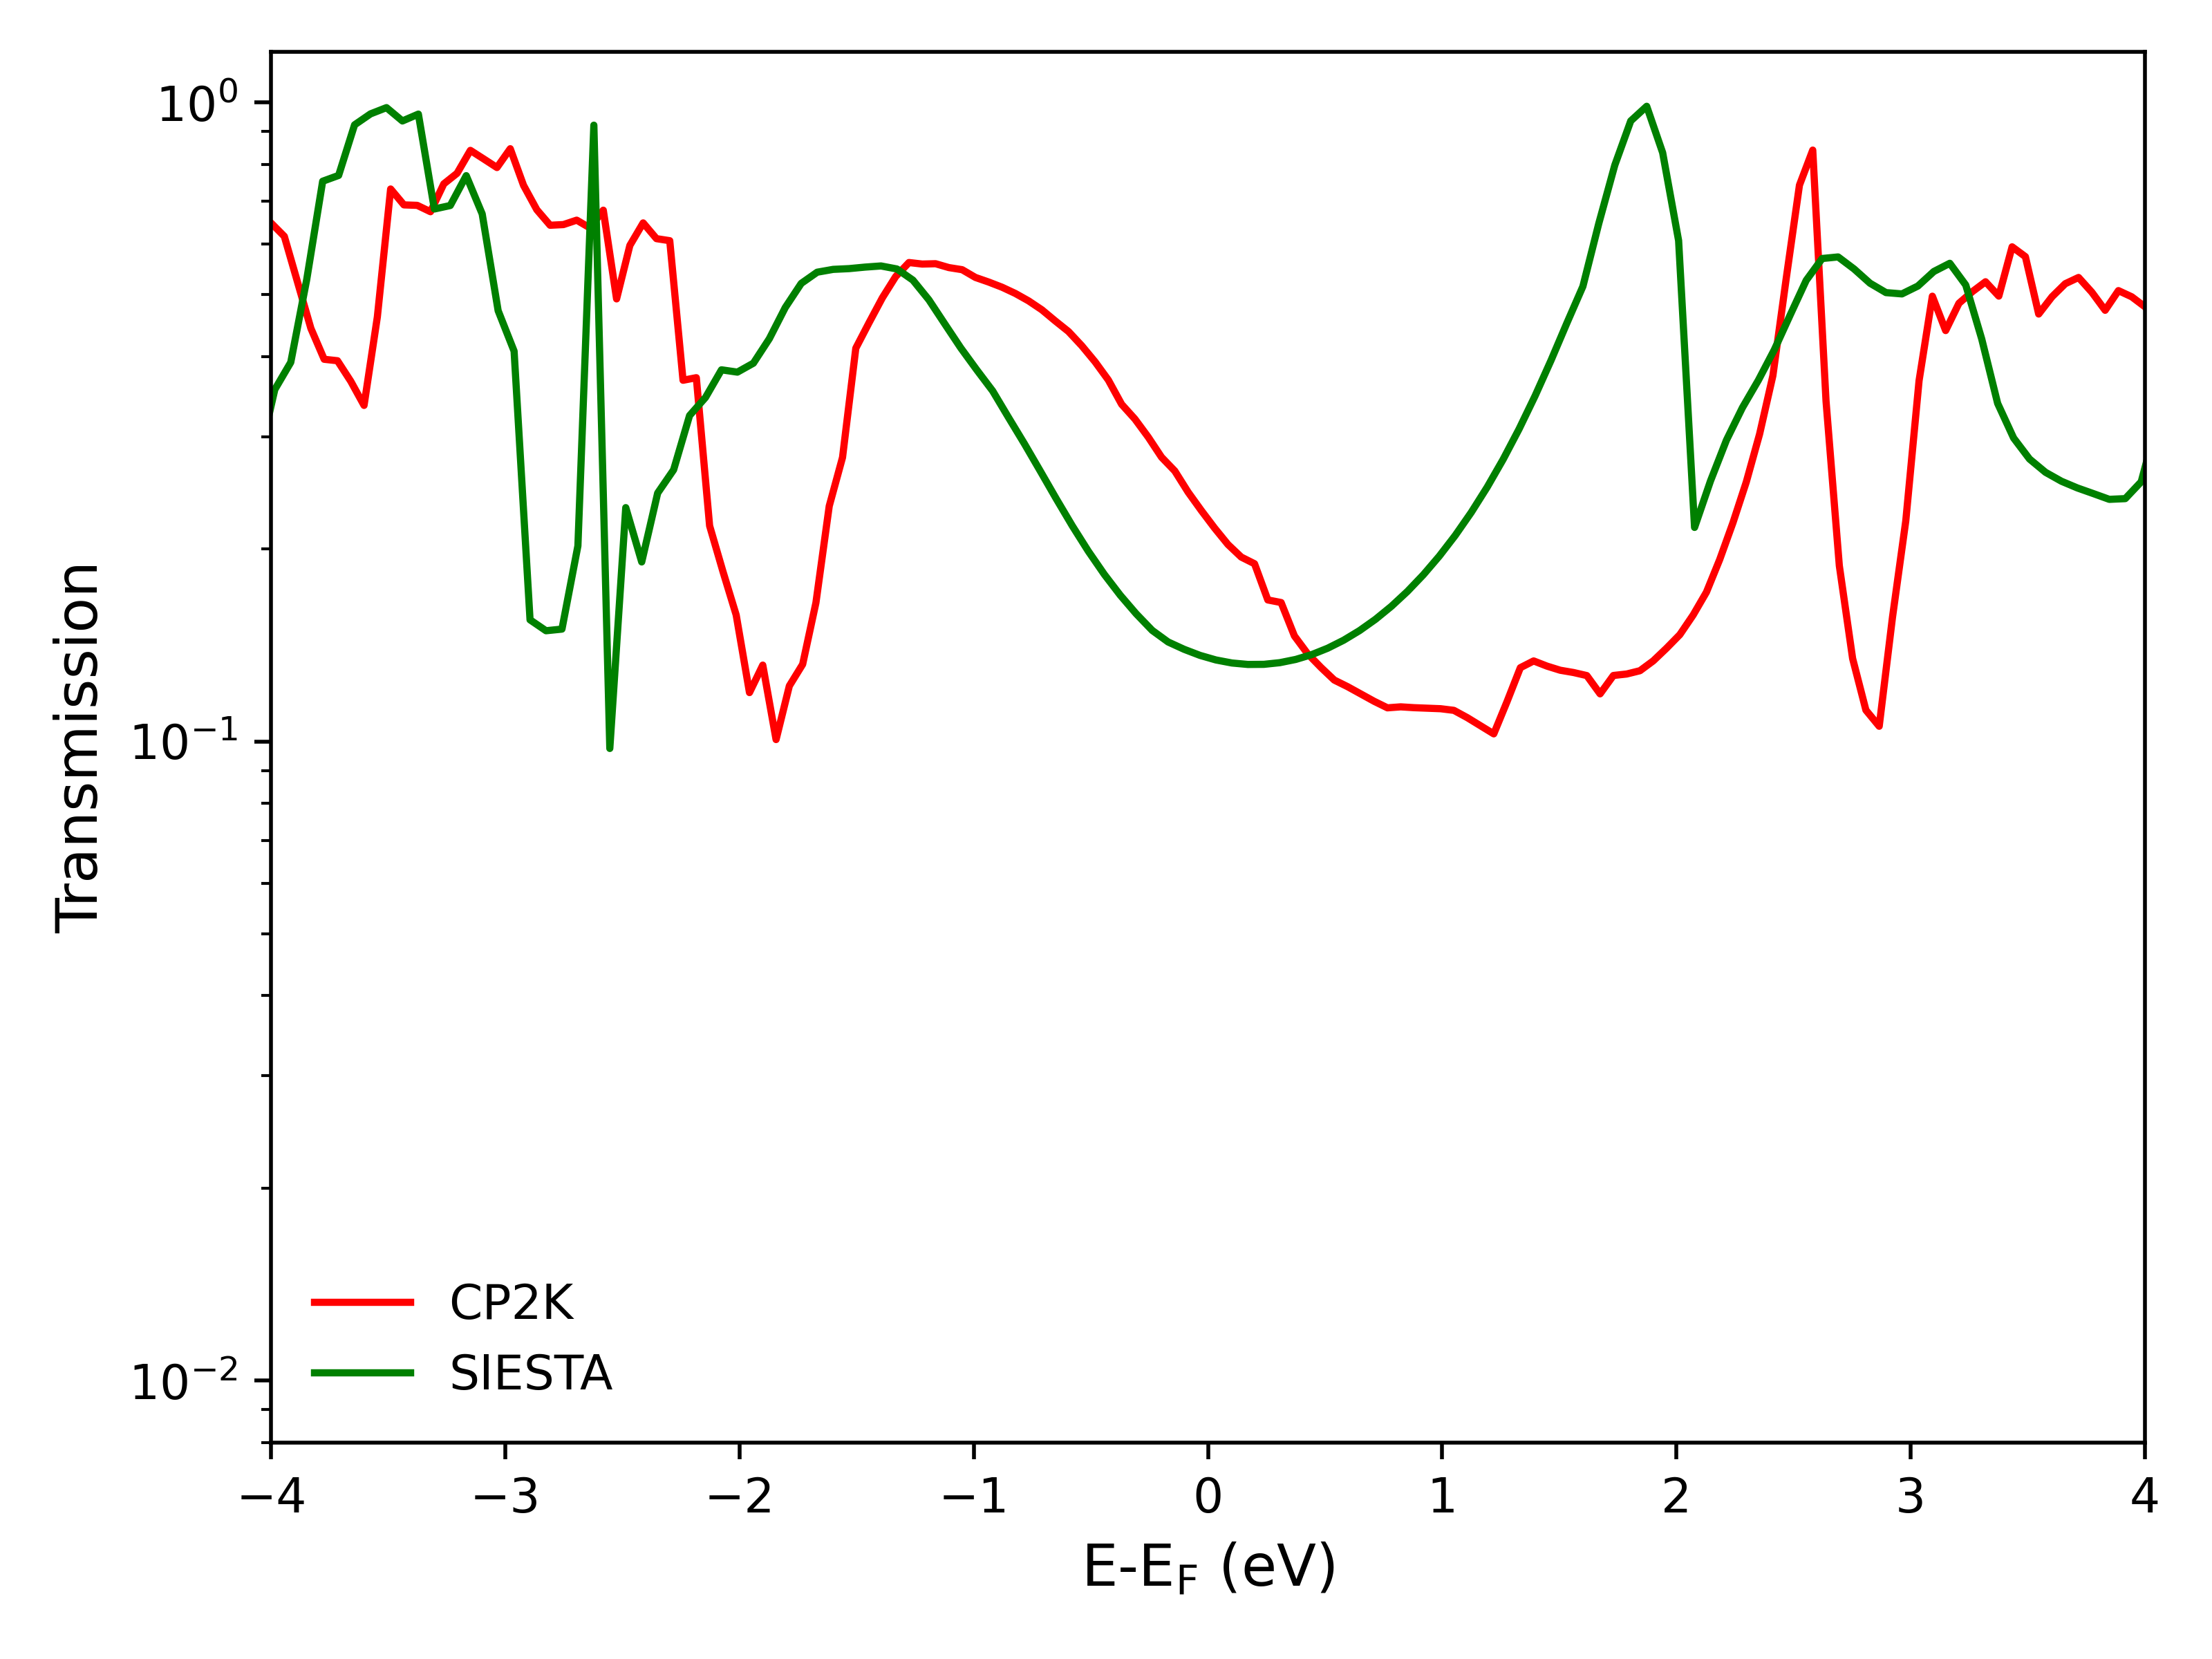 Transmission
10⁰
10⁻¹
10⁻²
CP2K
SIESTA
−4 −3 −2 −1 0 1 2 3 4
E-E_F (eV)